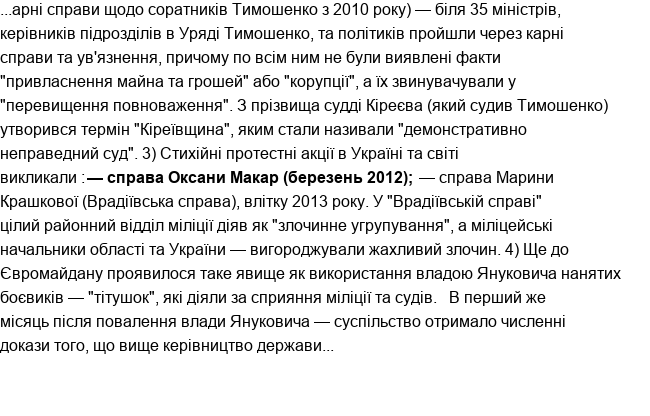 ...арні справи щодо соратників Тимошенко з 2010 року) — біля 35 міністрів,
керівників підрозділів в Уряді Тимошенко, та політиків пройшли через карні
справи та ув'язнення, причому по всім ним не були виявлені факти
"привласнення майна та грошей" або "корупції", а їх звинувачували у
"перевищення повноваження". З прізвища судді Кіреєва (який судив Тимошенко)
утворився термін "Кіреївщина", яким стали називали "демонстративно
неправедний суд". 3) Стихійні протестні акції в Україні та світі
викликали :— справа Оксани Макар (березень 2012); — справа Марини
Крашкової (Врадіївська справа), влітку 2013 року. У "Врадіївській справі"
цілий районний відділ міліції діяв як "злочинне угрупування", а міліцейські
начальники області та України — вигороджували жахливий злочин. 4) Ще до
Євромайдану проявилося таке явище як використання владою Януковича нанятих
боєвиків — "тітушок", які діяли за сприяння міліції та судів.   В перший же
місяць після повалення влади Януковича — суспільство отримало численні
докази того, що вище керівництво держави...